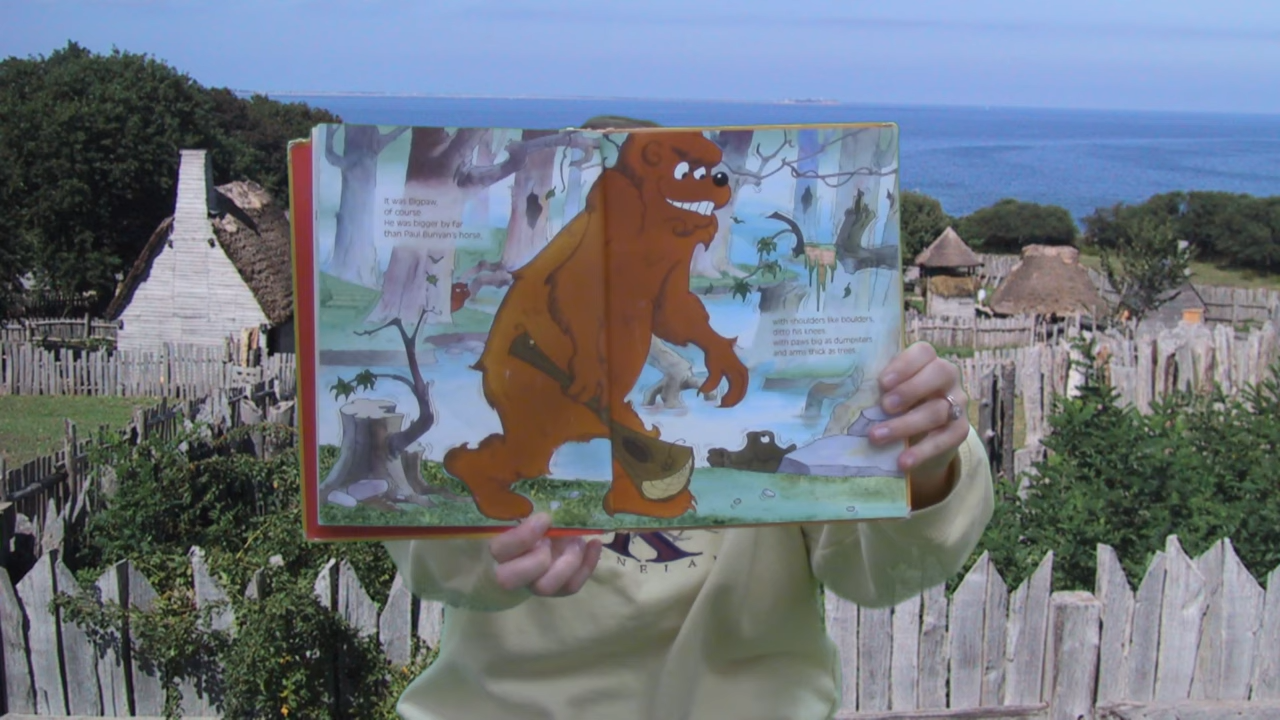 It was Bigpaw,
of course.
He was bigger by far
than Paul Bunyan's horse,
with shoulders like boulders,
ditto his knees.
with paws big as dumpsters
and arms thick as trees.